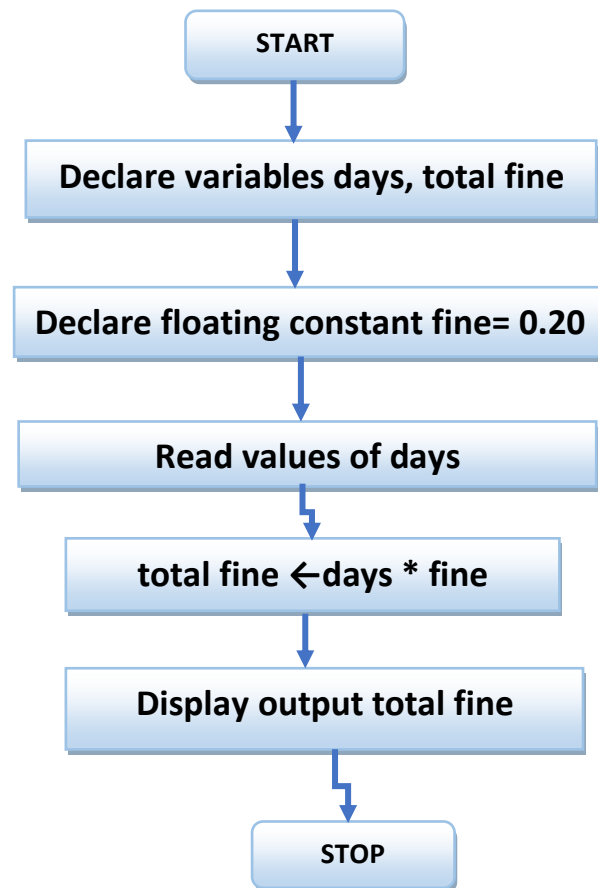 START
Declare variables days, total fine
Declare floating constant fine= 0.20
Read values of days
total fine ←days * fine
Display output total fine
STOP